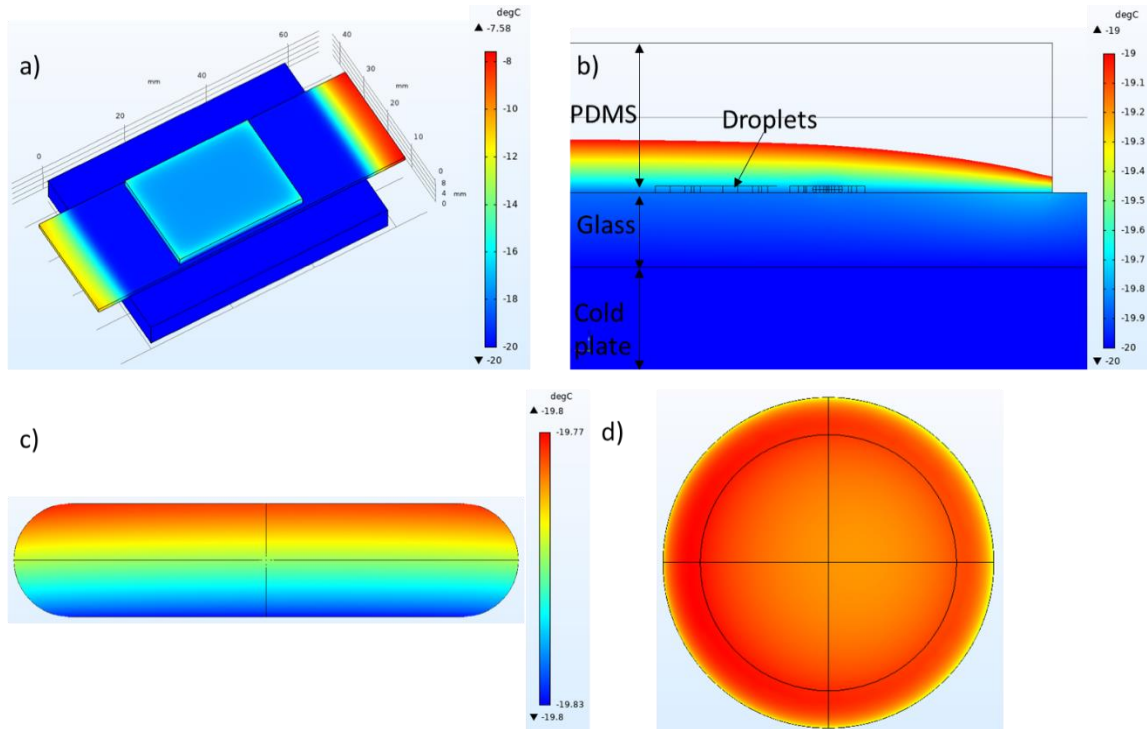 a)
degC
▲ -7.58
-8
-10
-12
-14
-16
-18
-20
▼ -20
0
20
40
60
mm
40
30
20
10
0
mm
8
4
0
mm
b)
degC
▲ -19
-19
-19.1
-19.2
-19.3
-19.4
-19.5
-19.6
-19.7
-19.8
-19.9
-20
▼ -20
PDMS
Droplets
Glass
Cold
plate
c)
degC
▲ -19.8
-19.77
-19.83
▼ -19.8
d)